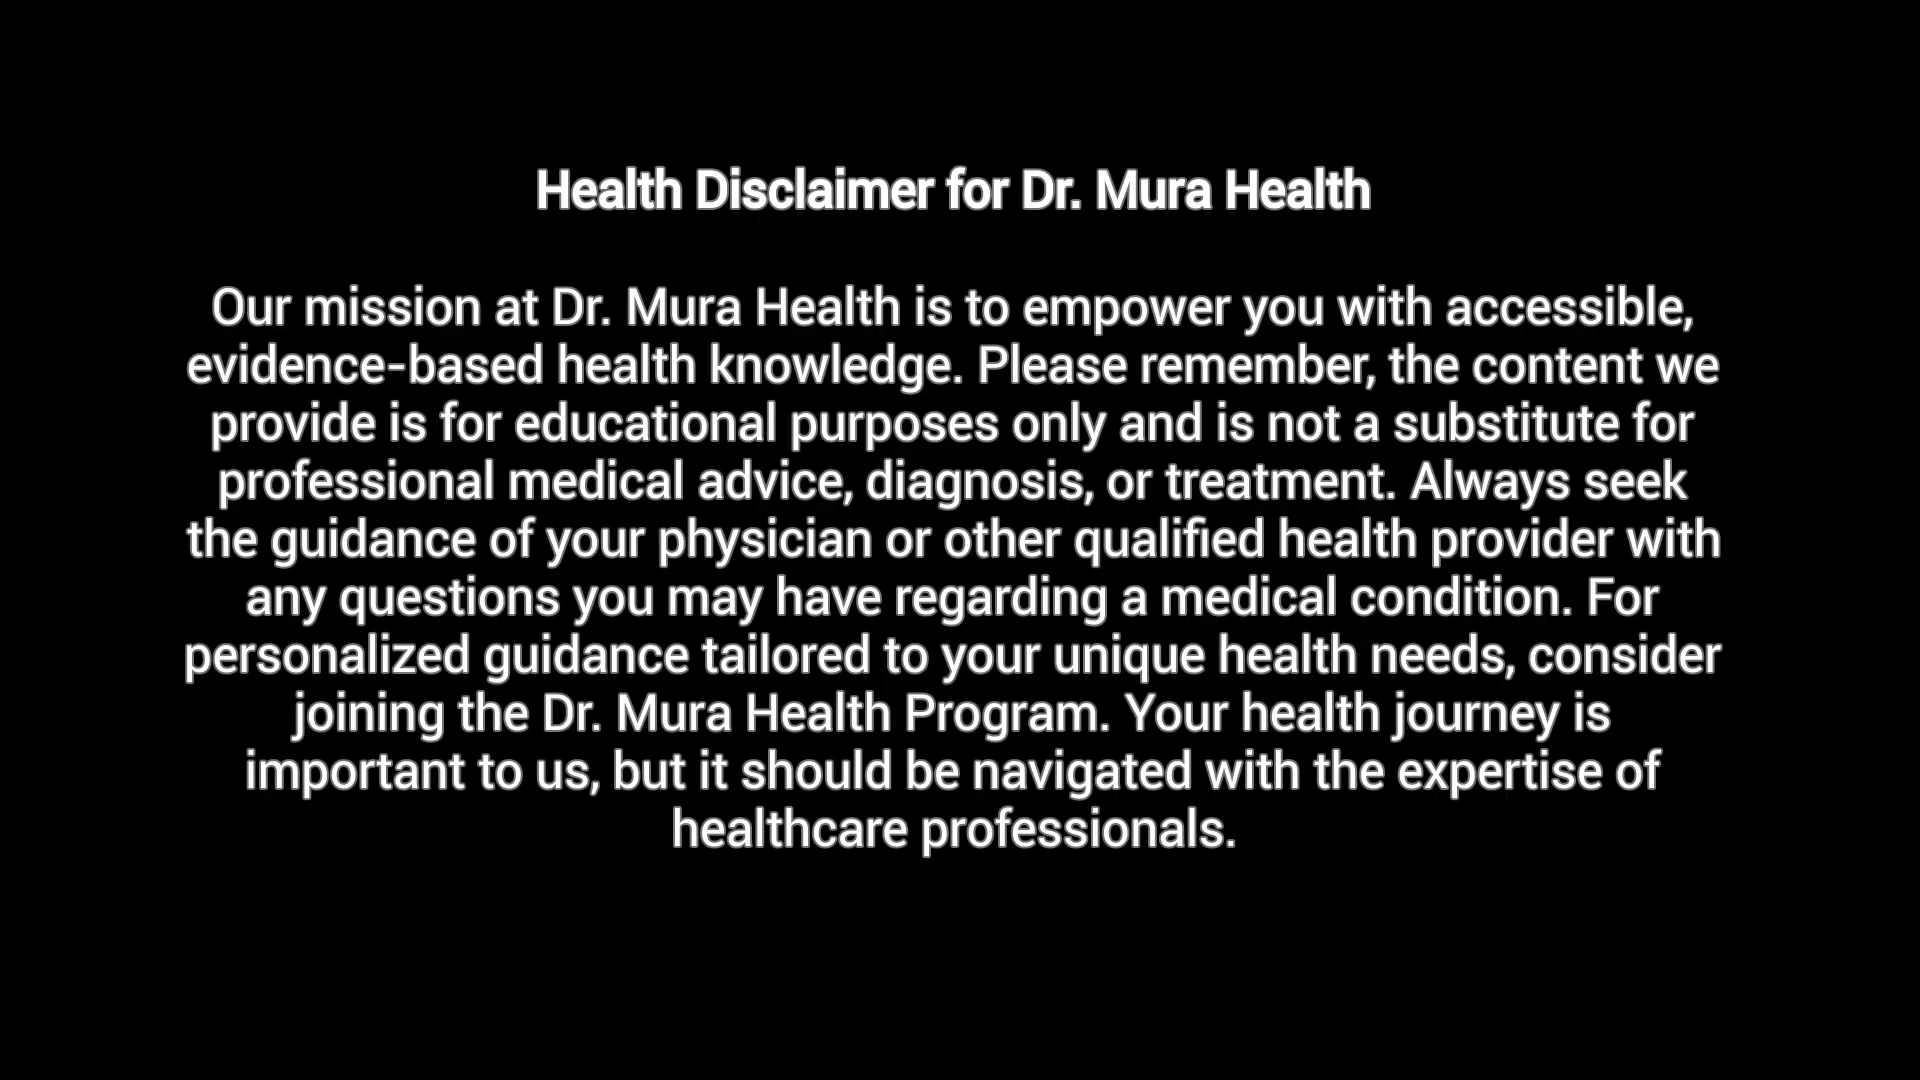 Health Disclaimer for Dr. Mura Health
Our mission at Dr. Mura Health is to empower you with accessible,
evidence-based health knowledge. Please remember, the content we
provide is for educational purposes only and is not a substitute for
professional medical advice, diagnosis, or treatment. Always seek
the guidance of your physician or other qualified health provider with
any questions you may have regarding a medical condition. For
personalized guidance tailored to your unique health needs, consider
joining the Dr. Mura Health Program. Your health journey is
important to us, but it should be navigated with the expertise of
healthcare professionals.